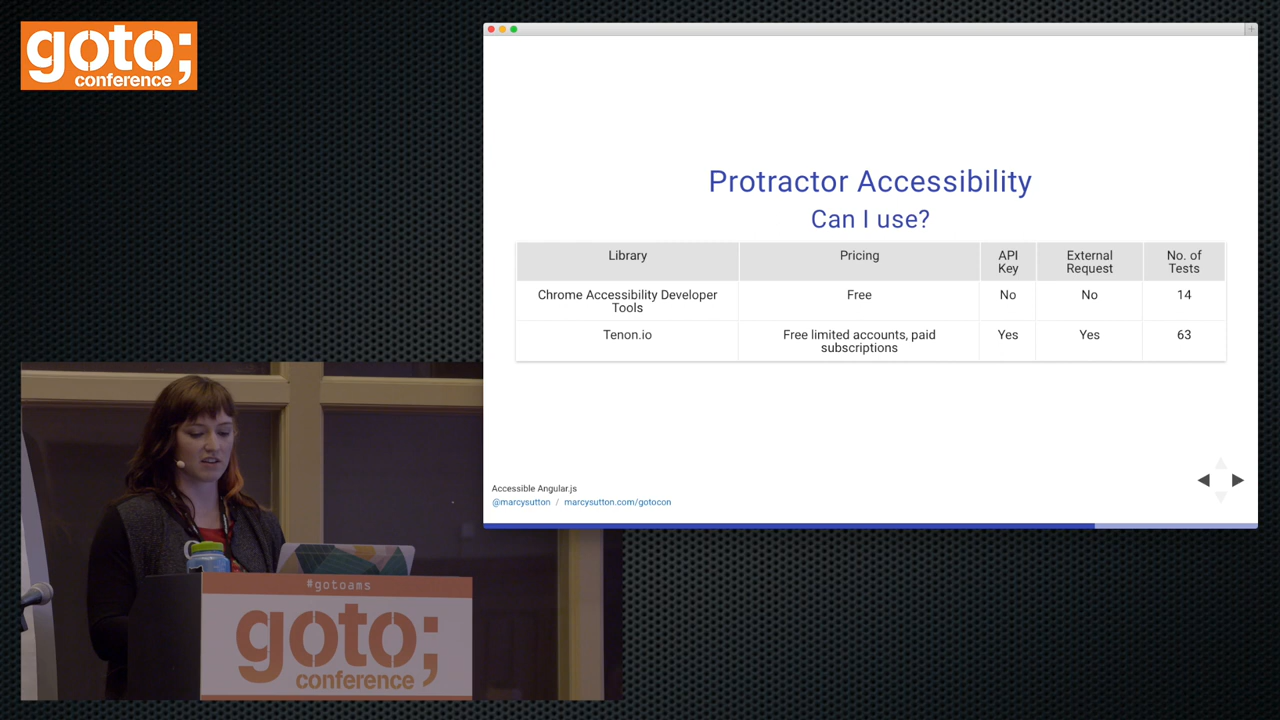 goto;
conference
Protractor Accessibility
Can I use?
Library
Pricing
API
Key
External
Request
No. of
Tests
Chrome Accessibility Developer
Tools
Free
No
No
14
Tenon.io
Free limited accounts, paid
subscriptions
Yes
Yes
63
Accessible Angular.js
@marcysutton / marcysutton.com/gotocon
#gotoams
goto;
conference